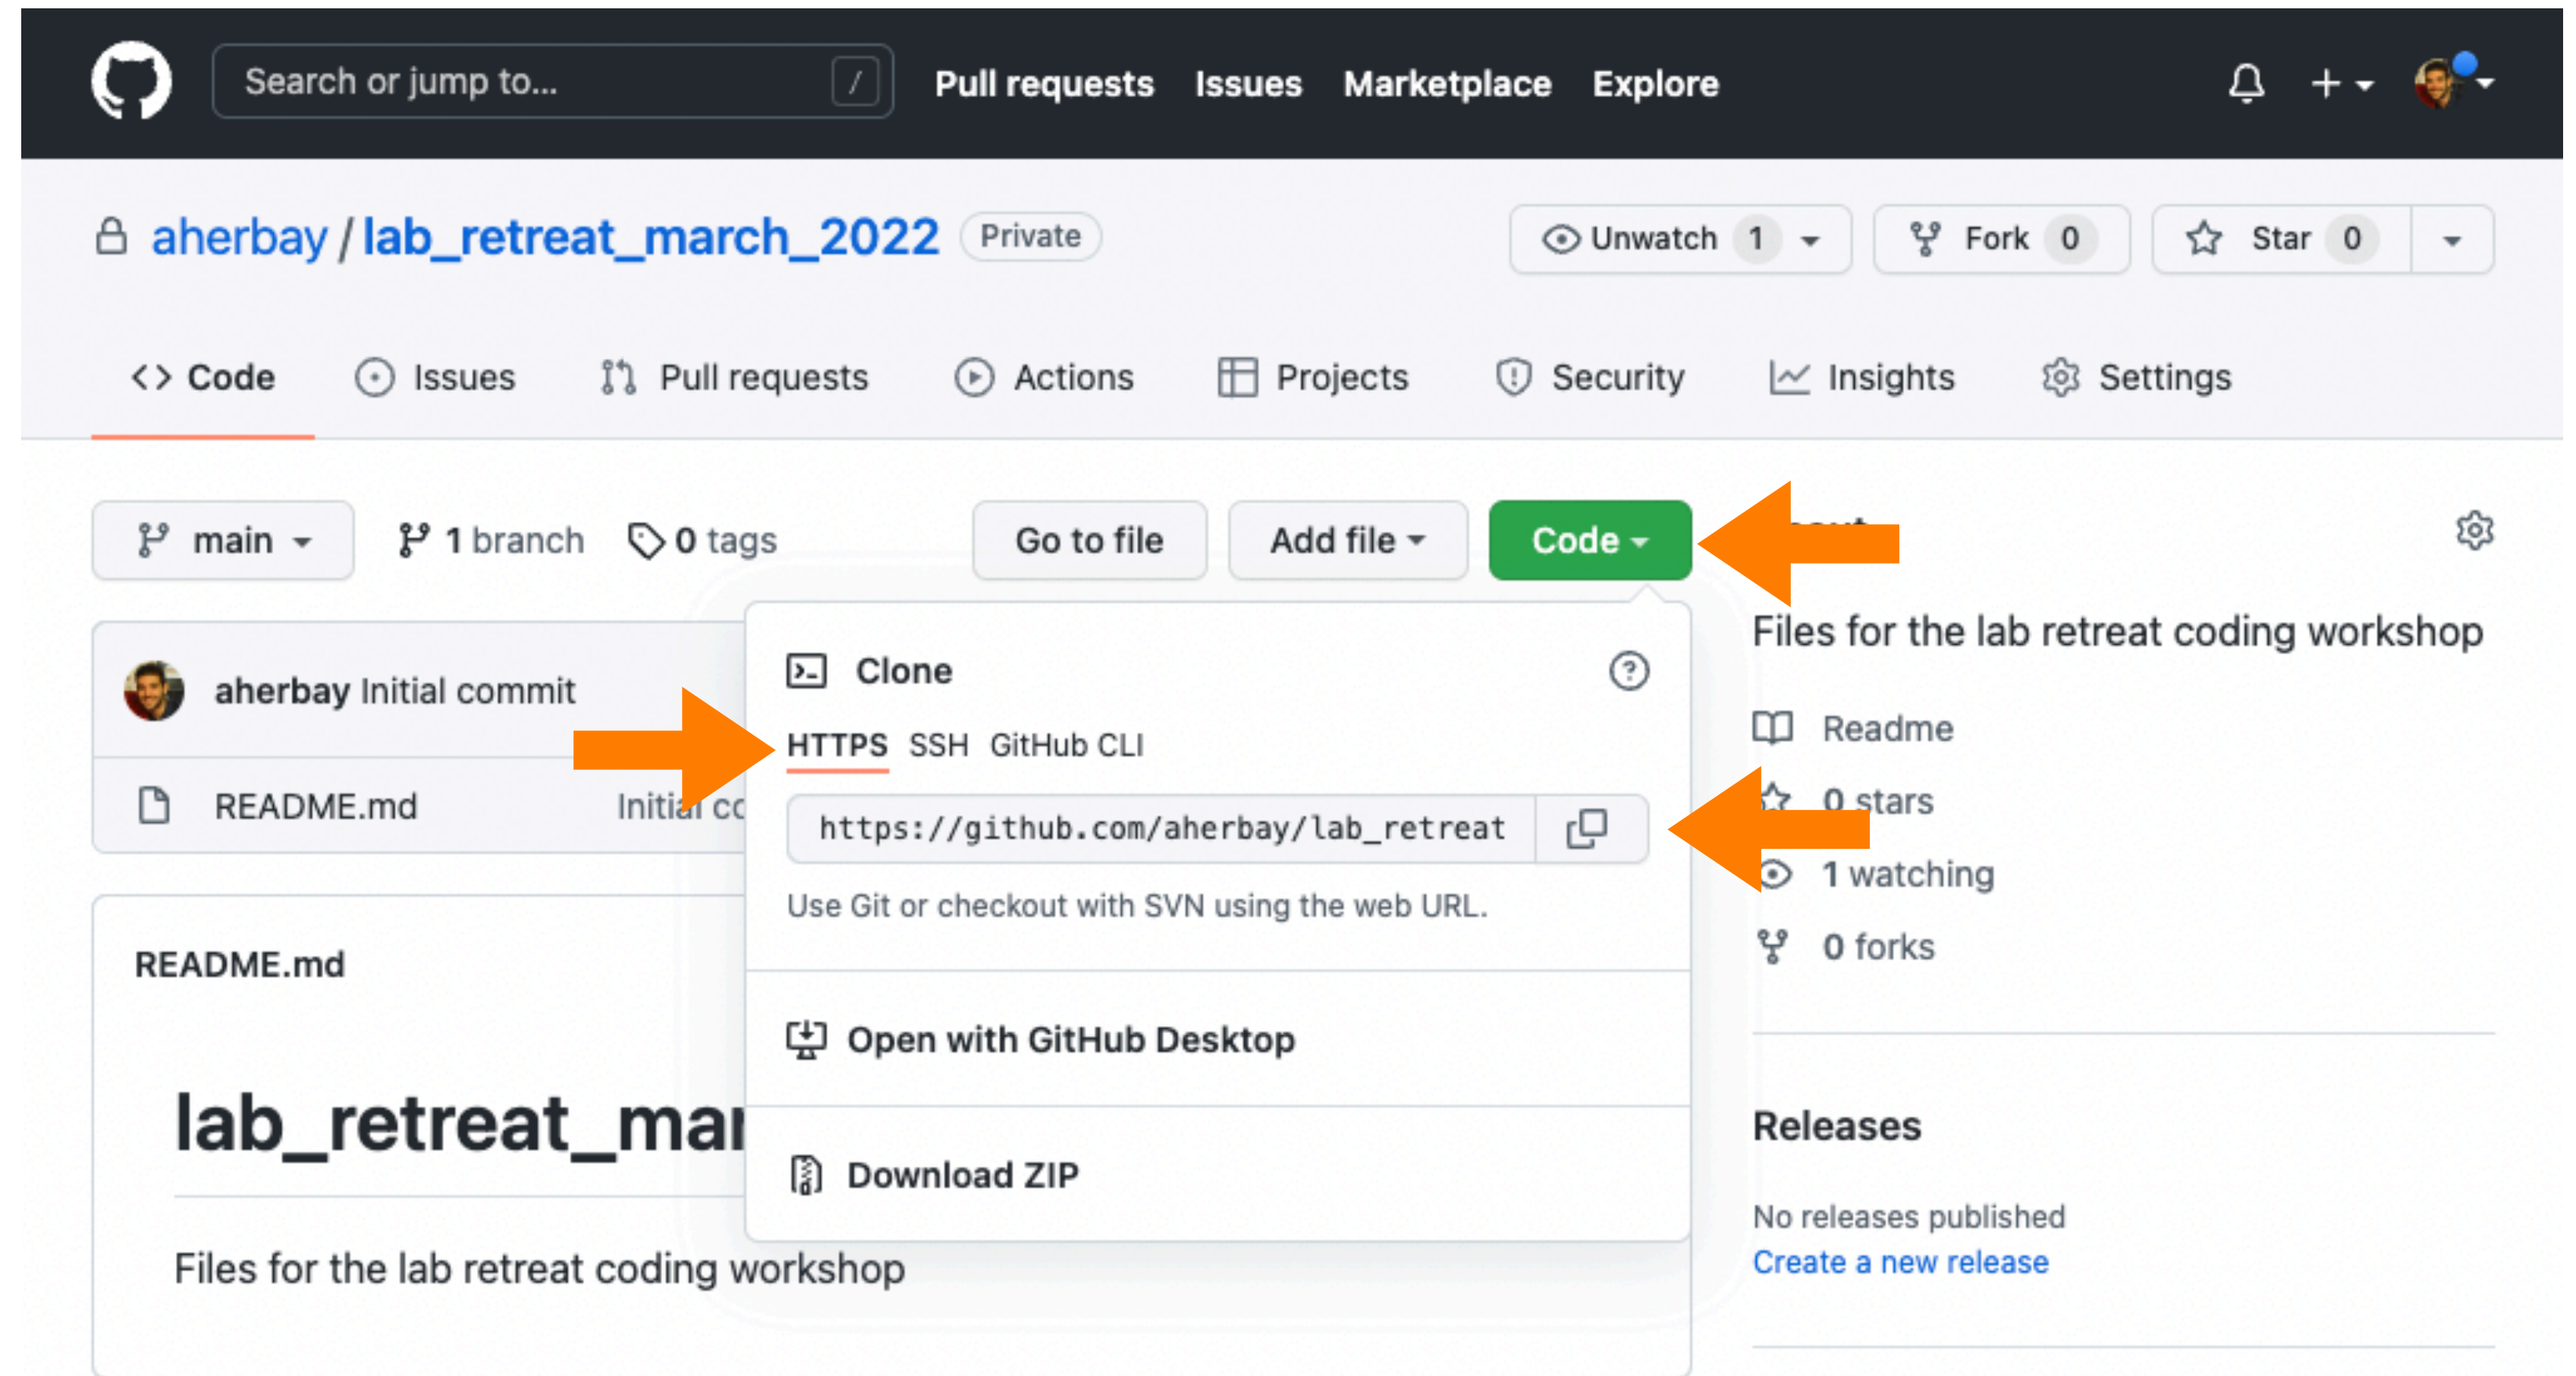 Search or jump to... /
Pull requests Issues Marketplace Explore
aherbay / lab_retreat_march_2022 Private
Unwatch 1 Fork 0 Star 0
Code Issues Pull requests Actions Projects Security Insights Settings
main 1 branch 0 tags
Go to file Add file Code
aherbay Initial commit
README.md Initial
README.md
lab_retreat_mar
Files for the lab retreat coding workshop
Clone
HTTPS SSH GitHub CLI
https://github.com/aherbay/lab_retreat
Use Git or checkout with SVN using the web URL.
Open with GitHub Desktop
Download ZIP
Files for the lab retreat coding workshop
Readme
0 stars
1 watching
0 forks
Releases
No releases published
Create a new release